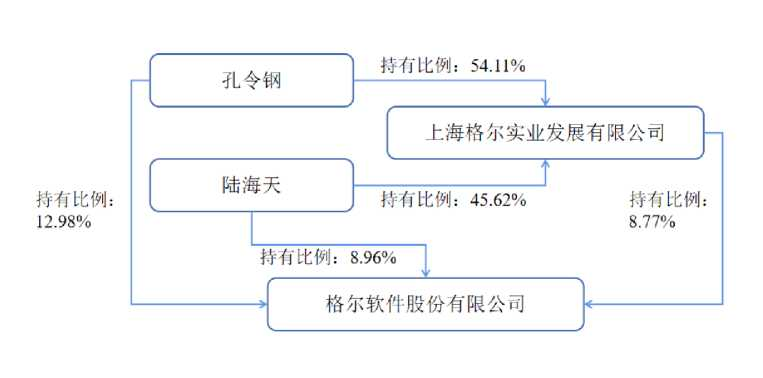 持有比例：54.11%
孔令钢
上海格尔实业发展有限公司
陆海天
持有比例：
12.98%
持有比例：45.62%
持有比例：
8.77%
持有比例：8.96%
格尔软件股份有限公司